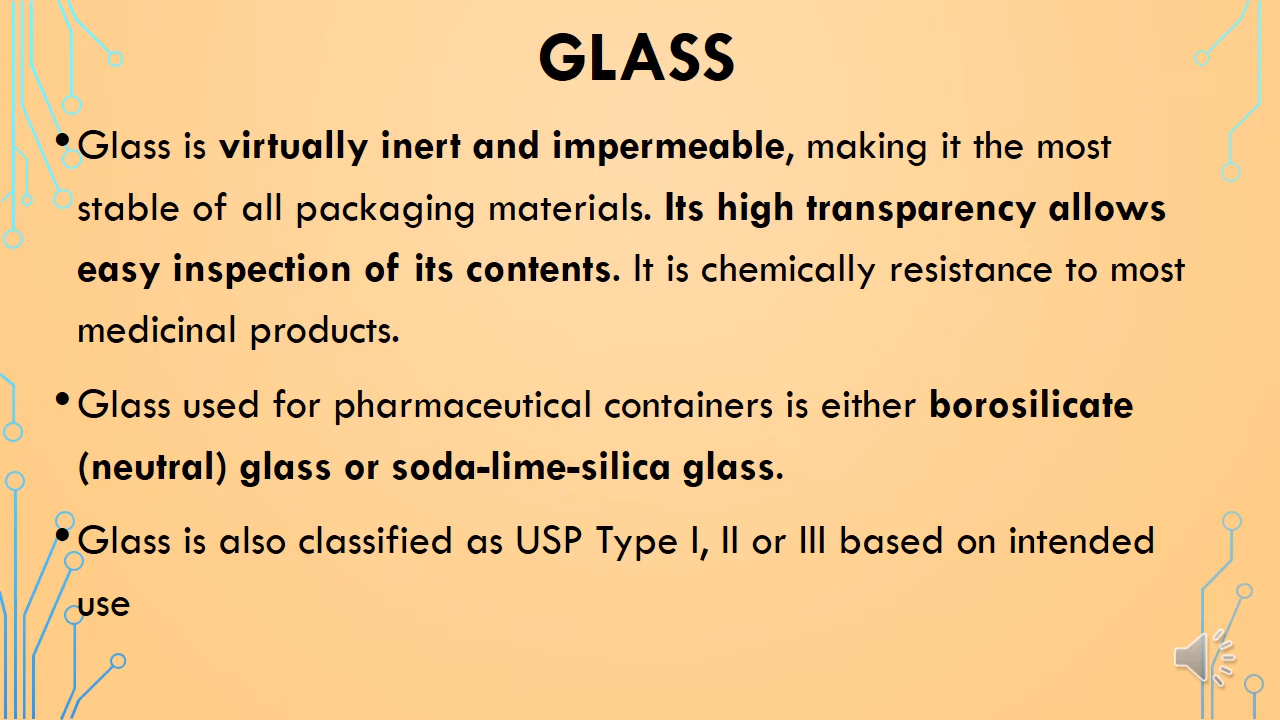 GLASS
• Glass is virtually inert and impermeable, making it the most
stable of all packaging materials. Its high transparency allows
easy inspection of its contents. It is chemically resistance to most
medicinal products.
• Glass used for pharmaceutical containers is either borosilicate
(neutral) glass or soda-lime-silica glass.
• Glass is also classified as USP Type I, II or III based on intended
use